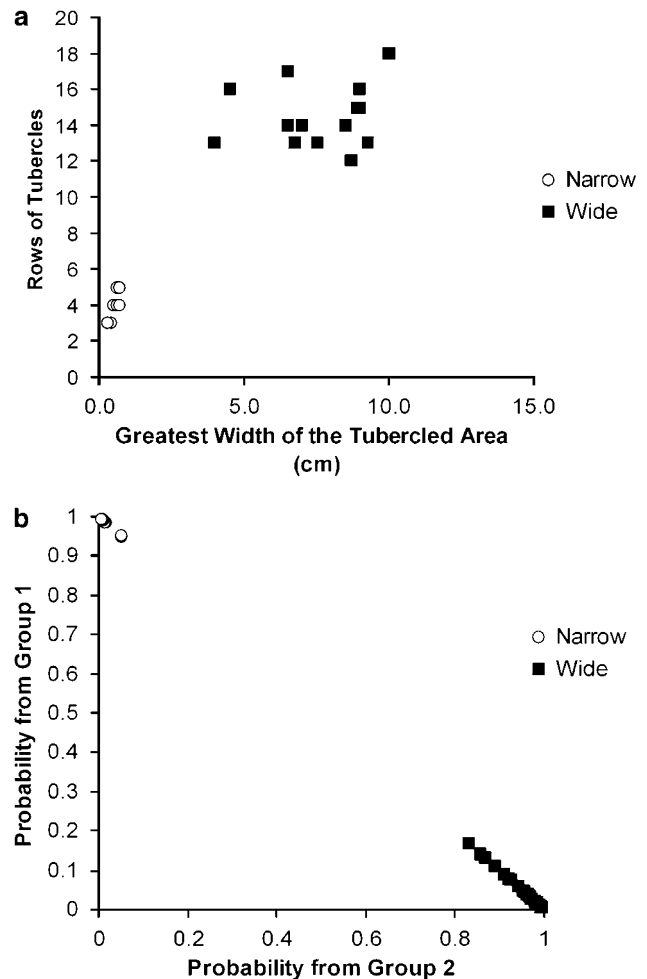 a
20
18
16
14
12
10
8
6
4
2
0
Rows of Tubercles
0.0 5.0 10.0 15.0
Greatest Width of the Tubercled Area
(cm)
Narrow
Wide
b
1
0.9
0.8
0.7
0.6
0.5
0.4
0.3
0.2
0.1
0
Probability from Group 1
0 0.2 0.4 0.6 0.8 1
Probability from Group 2
Narrow
Wide